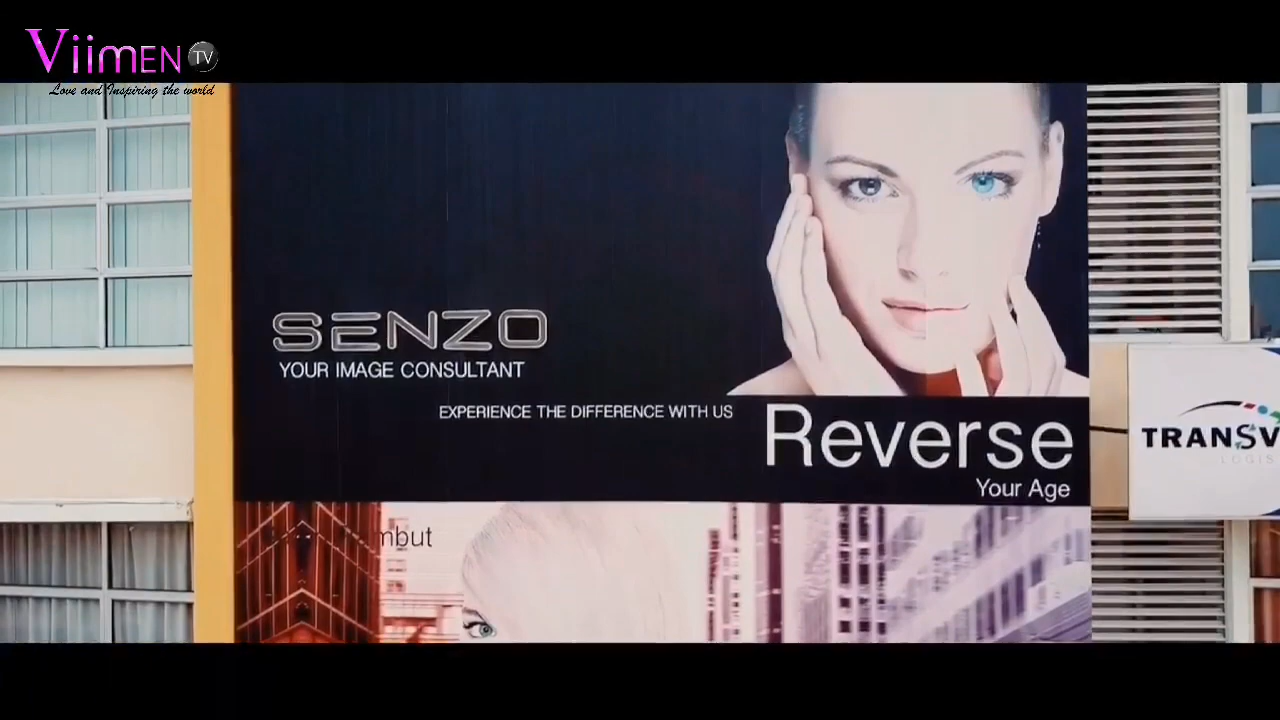 ViimEN TV
Love and Inspiring the world
SENZO
YOUR IMAGE CONSULTANT
EXPERIENCE THE DIFFERENCE WITH US
Reverse
Your Age
mbut
TRANSV
LOGIS